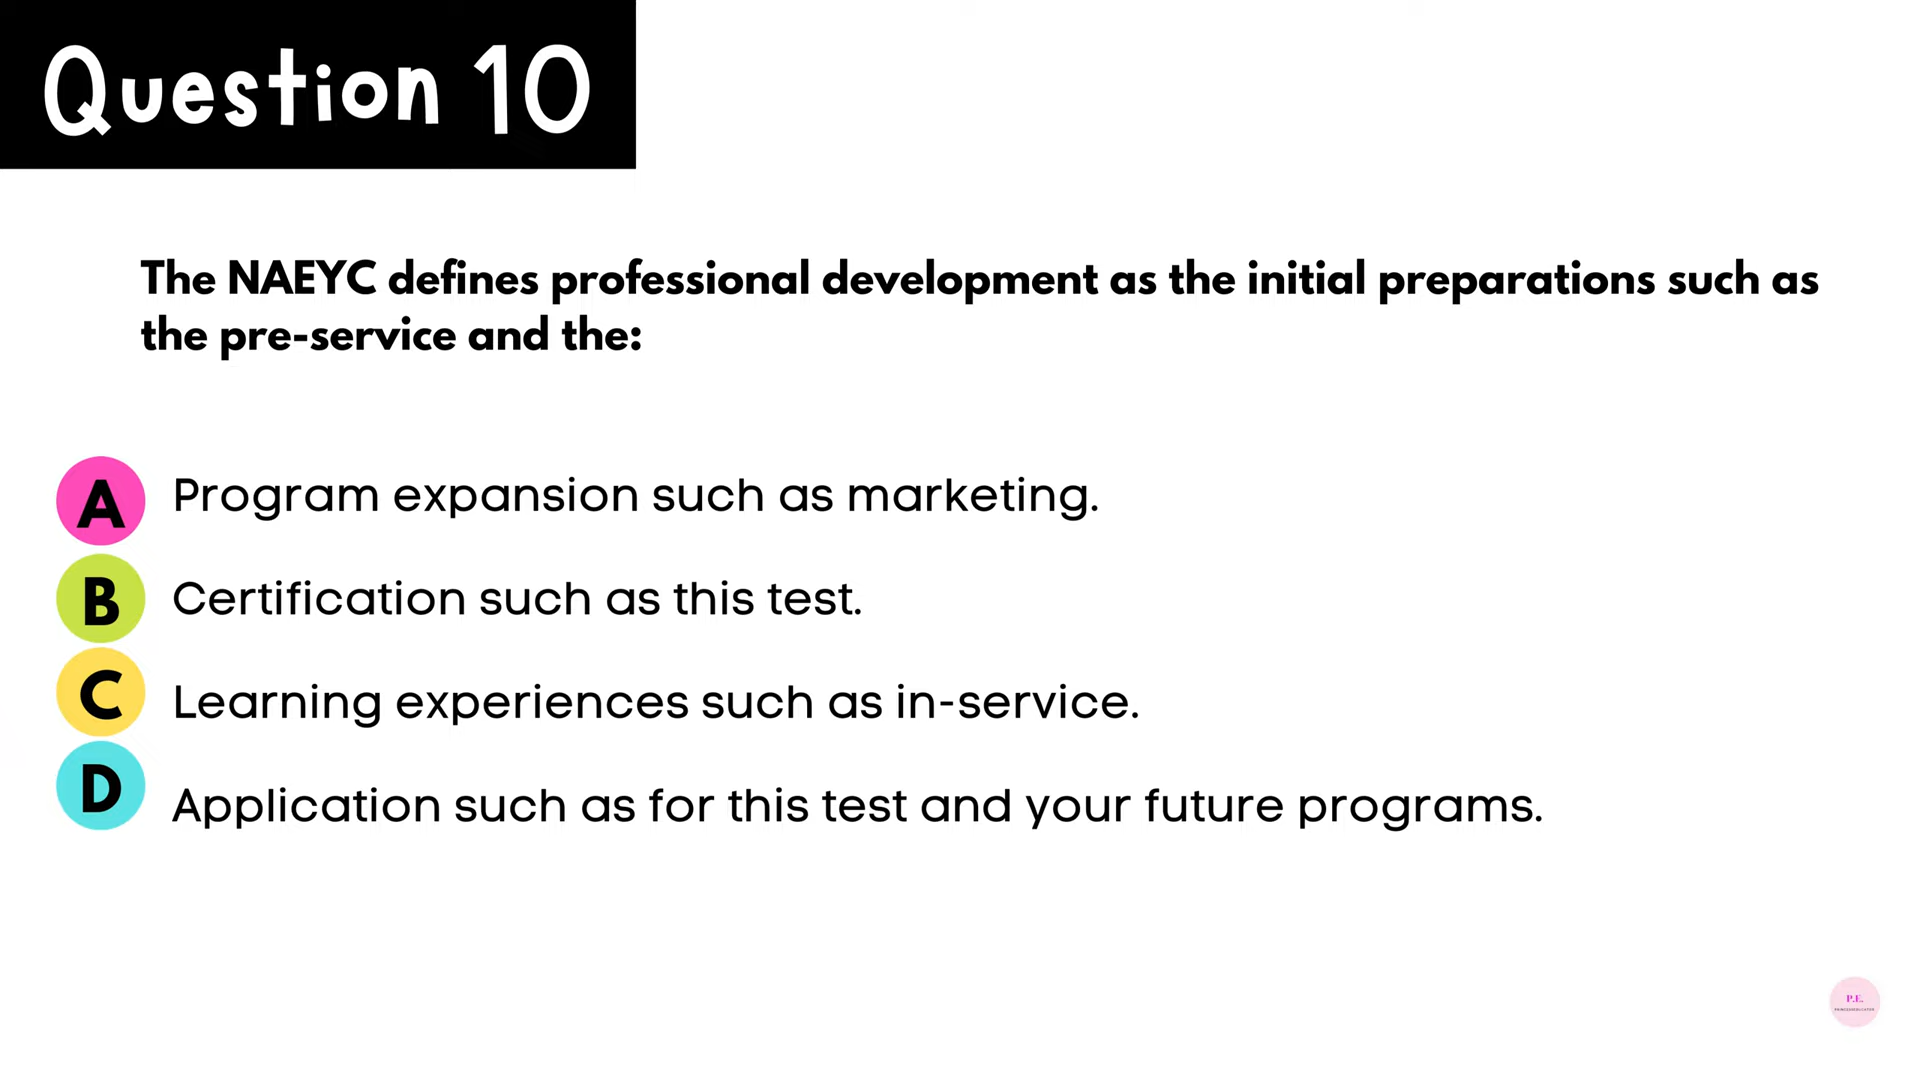 Question 10
The NAEYC defines professional development as the initial preparations such as
the pre-service and the:
A Program expansion such as marketing.
B Certification such as this test.
C Learning experiences such as in-service.
D Application such as for this test and your future programs.
P.E.